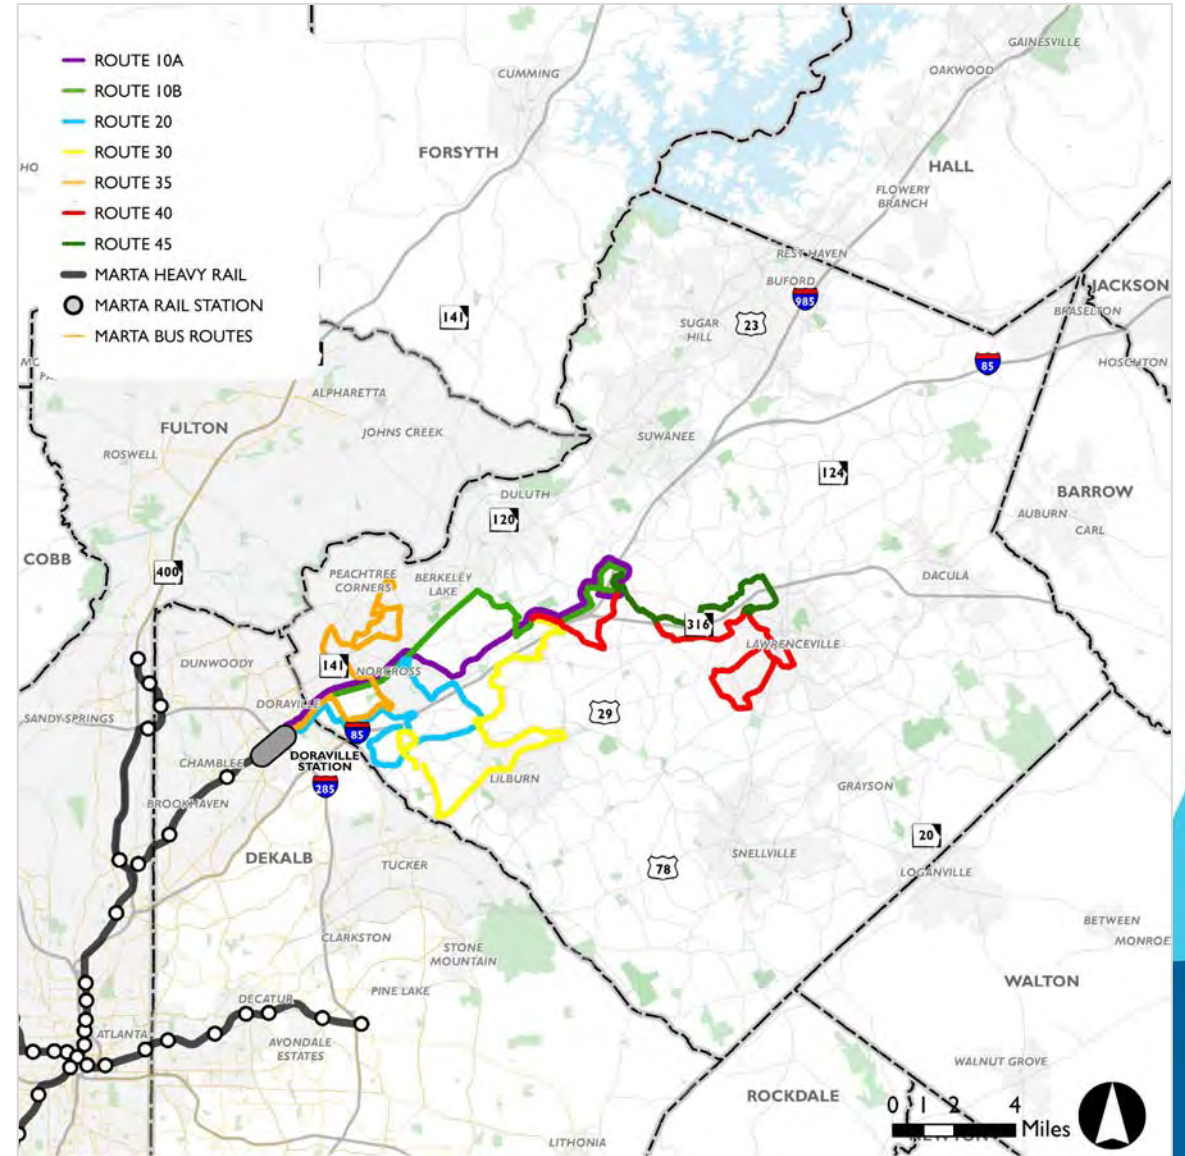 ROUTE 10A
ROUTE 10B
ROUTE 20
ROUTE 30
ROUTE 35
ROUTE 40
ROUTE 45
MARTA HEAVY RAIL
MARTA RAIL STATION
MARTA BUS ROUTES
GAINESVILLE
OAKWOOD
CUMMING
FORSYTH
HALL
FLOWERY
BRANCH
REST HAVEN
BUFORD
985
JACKSON
BRASELTON
141
SUGAR
HILL
23
85
HOSCHTON
ALPHARETTA
FULTON
JOHNS CREEK
ROSWELL
SUWANEE
124
DULUTH
BARROW
120
AUBURN
CARL
COBB
400
PEACHTREE
CORNERS
BERKELEY
LAKE
DACULA
316
LAWRENCEVILLE
DUNWOODY
141
NORCROSS
DORAVILLE
SANDY SPRINGS
29
85
CHAMBLEE
DORAVILLE
STATION
LILBURN
285
GRAYSON
BROOKHAVEN
20
DEKALB
TUCKER
SNELLVILLE
78
LOGANVILLE
BETWEEN
CLARKSTON
STONE
MOUNTAIN
MONROE
WALTON
PINE LAKE
DECATUR
ATLANTA
AVONDALE
ESTATES
WALNUT GROVE
ROCKDALE
0 1 2 4
Miles
LITHONIA